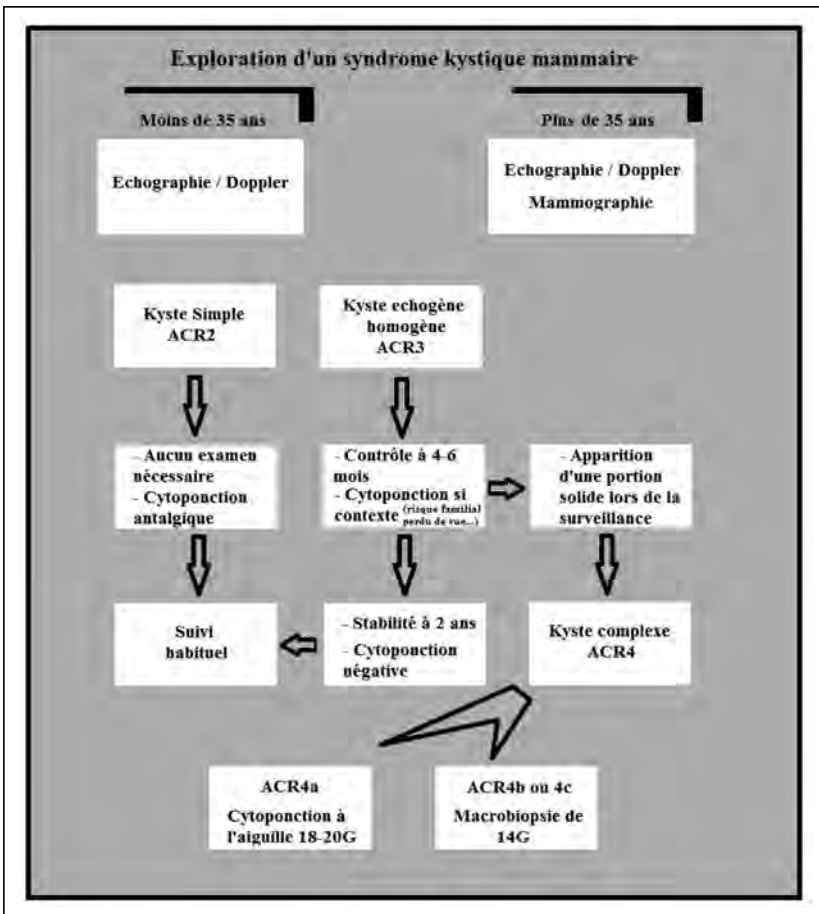 Exploration d'un syndrome kystique mammaire
Moins de 35 ans
Plus de 35 ans
Echographie / Doppler
Echographie / Doppler
Mammographie
Kyste Simple
ACR2
Kyste echogène
homogène
ACR3
- Aucun examen
nécessaire
- Cytoponction
antalgique
- Contrôle à 4-6
mois
- Cytoponction si
contexte (risque familial
perdu de vue...)
- Apparition
d'une portion
solide lors de la
surveillance
Suivi
habituel
- Stabilité à 2 ans
- Cytoponction
négative
Kyste complexe
ACR4
ACR4a
Cytoponction à
l'aiguïlle 18-20G
ACR4b ou 4c
Macrobiopsie de
14G